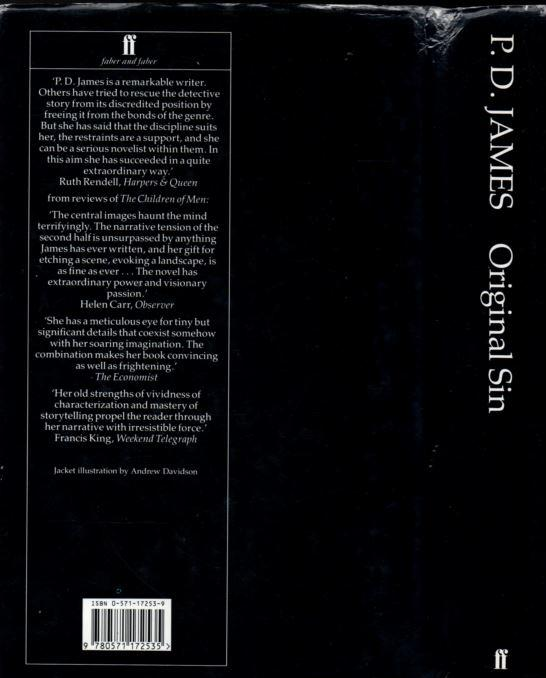 ff
faber and faber
'P. D. James is a remarkable writer.
Others have tried to rescue the detective
story from its discredited position by
freeing it from the bonds of the genre.
But she has said that the discipline suits
her, the restraints are a support, and she
can be a serious novelist within them. In
this aim she has succeeded in a quite
extraordinary way.'
Ruth Rendell, Harpers & Queen
from reviews of The Children of Men:
'The central images haunt the mind
terrifyingly. The narrative tension of the
second half is unsurpassed by anything
James has ever written, and her gift for
etching a scene, evoking a landscape, is
as fine as ever . . . The novel has
extraordinary power and visionary
passion.'
Helen Carr, Observer
'She has a meticulous eye for tiny but
significant details that coexist somehow
with her soaring imagination. The
combination makes her book convincing
as well as frightening.'
The Economist
'Her old strengths of vividness of
characterization and mastery of
storytelling propel the reader through
her narrative with irresistible force.'
Francis King, Weekend Telegraph
Jacket illustration by Andrew Davidson
ISBN 0-571-17253-9
9 780571 172535 >
P. D. JAMES Original Sin
ff